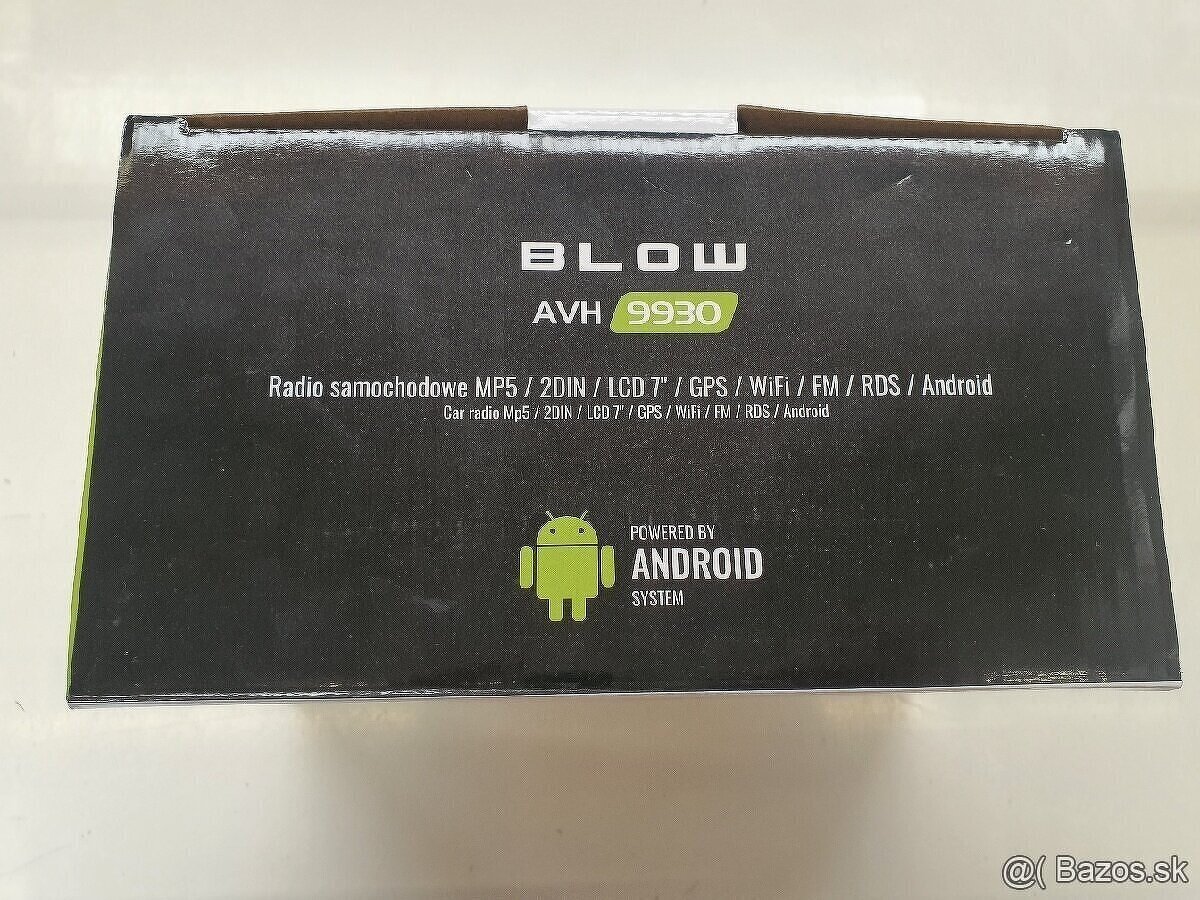 BLOW
AVH 9930
Radio samochodowe MP5 / 2DIN / LCD 7" / GPS / WiFi / FM / RDS / Android
Car radio Mp5 / 2DIN / LCD 7" / GPS / WiFi / FM / RDS / Android
POWERED BY
ANDROID
SYSTEM
@( Bazos.sk